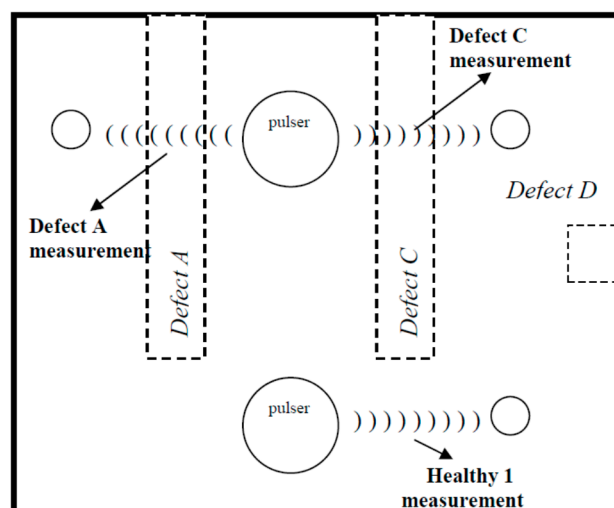 Defect C
measurement
pulser
Defect D
Defect A
measurement
Defect A
Defect C
pulser
Healthy 1
measurement